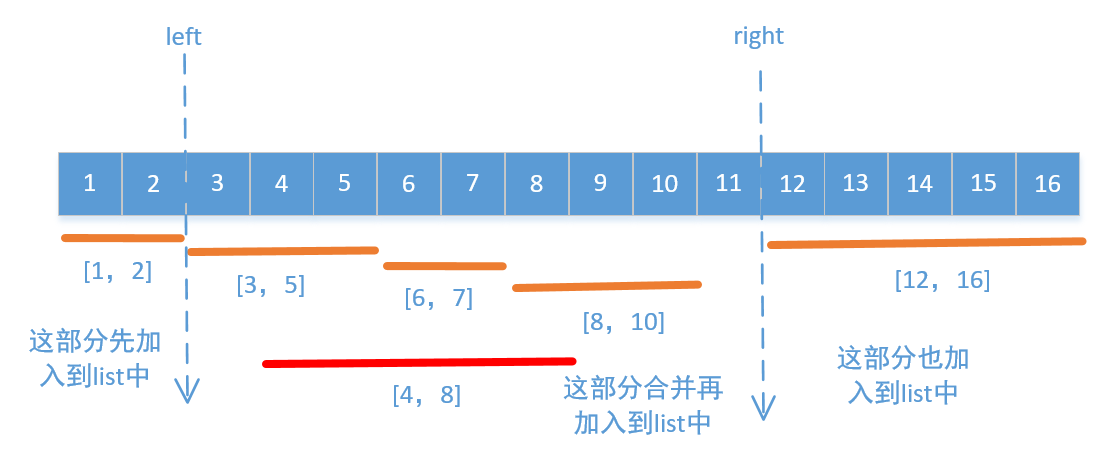 left
right
1 2 3 4 5 6 7 8 9 10 11 12 13 14 15 16
[1，2]
[3，5]
[6，7]
[8，10]
[12，16]
这部分先加
入到list中
[4，8]
这部分合并再
加入到list中
这部分也加
入到list中